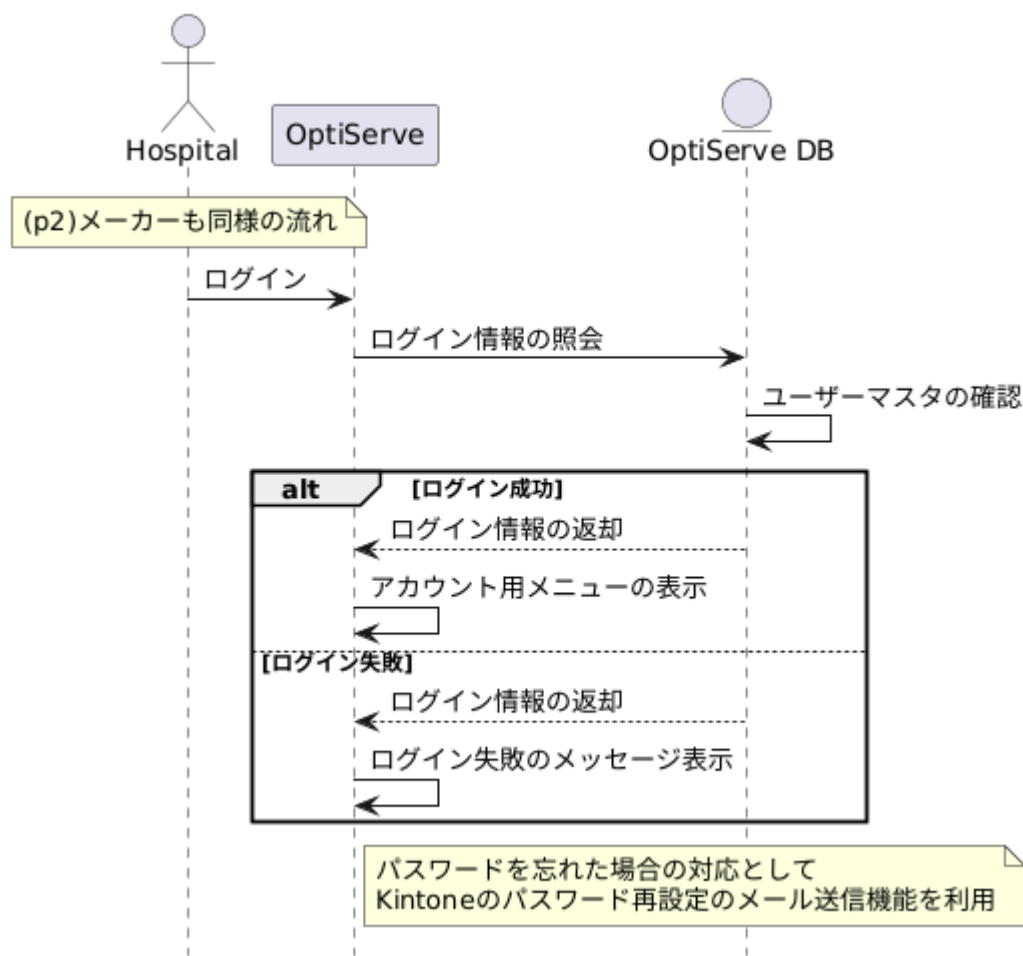 Hospital
OptiServe
OptiServe DB
(p2)メーカーも同様の流れ
ログイン
ログイン情報の照会
ユーザーマスタの確認
alt
[ログイン成功]
ログイン情報の返却
アカウント用メニューの表示
[ログイン失敗]
ログイン情報の返却
ログイン失敗のメッセージ表示
パスワードを忘れた場合の対応として
Kintoneのパスワード再設定のメール送信機能を利用